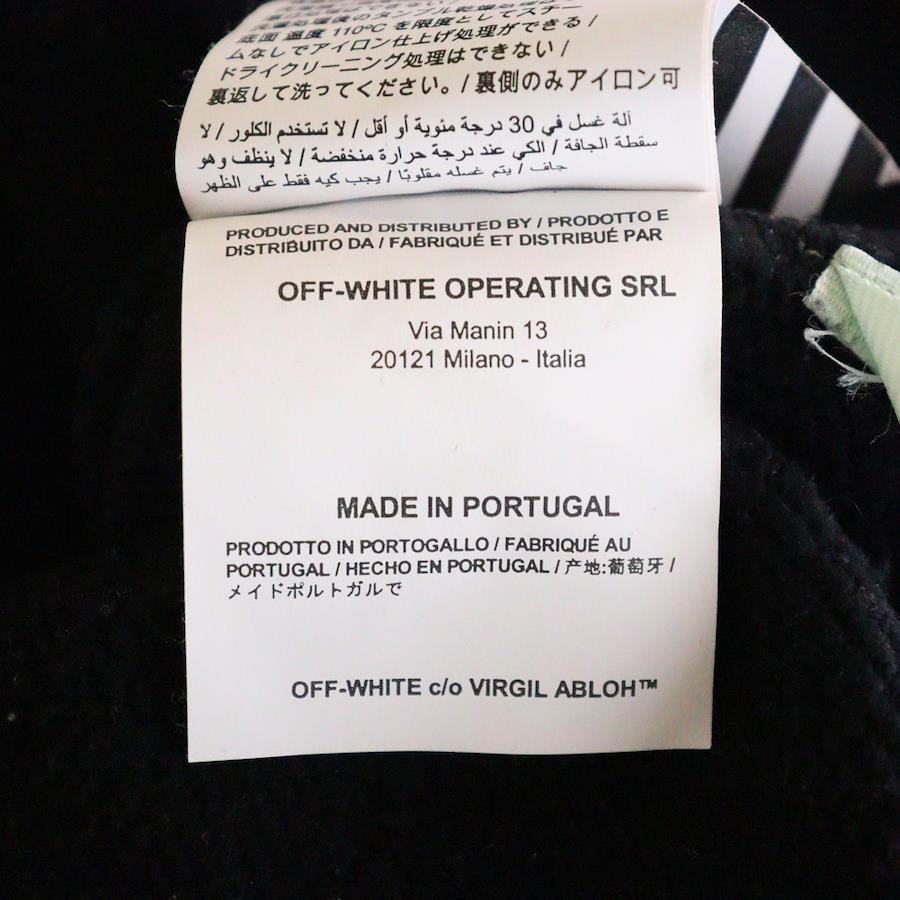 底面温度110℃を限度としてスチー
ムなしでアイロン仕上げ処理ができる /
ドライクリーニング処理はできない /
裏返して洗ってください。/ 裏側のみアイロン可
آلة غسل في 30 درجة مئوية أو أقل / لا تستخدم الكلور / لا
سقطة الجافة / الكي عند درجة حرارة منخفضة / لا ينظف وهو
جاف / يتم غسله مقلوبًا / يجب كيه فقط على الظهر
PRODUCED AND DISTRIBUTED BY / PRODOTTO E
DISTRIBUITO DA / FABRIQUÉ ET DISTRIBUÉ PAR
OFF-WHITE OPERATING SRL
Via Manin 13
20121 Milano - Italia
MADE IN PORTUGAL
PRODOTTO IN PORTOGALLO / FABRIQUÉ AU
PORTUGAL / HECHO EN PORTUGAL / 产地:葡萄牙 /
メイドポルトガルで
OFF-WHITE c/o VIRGIL ABLOH™